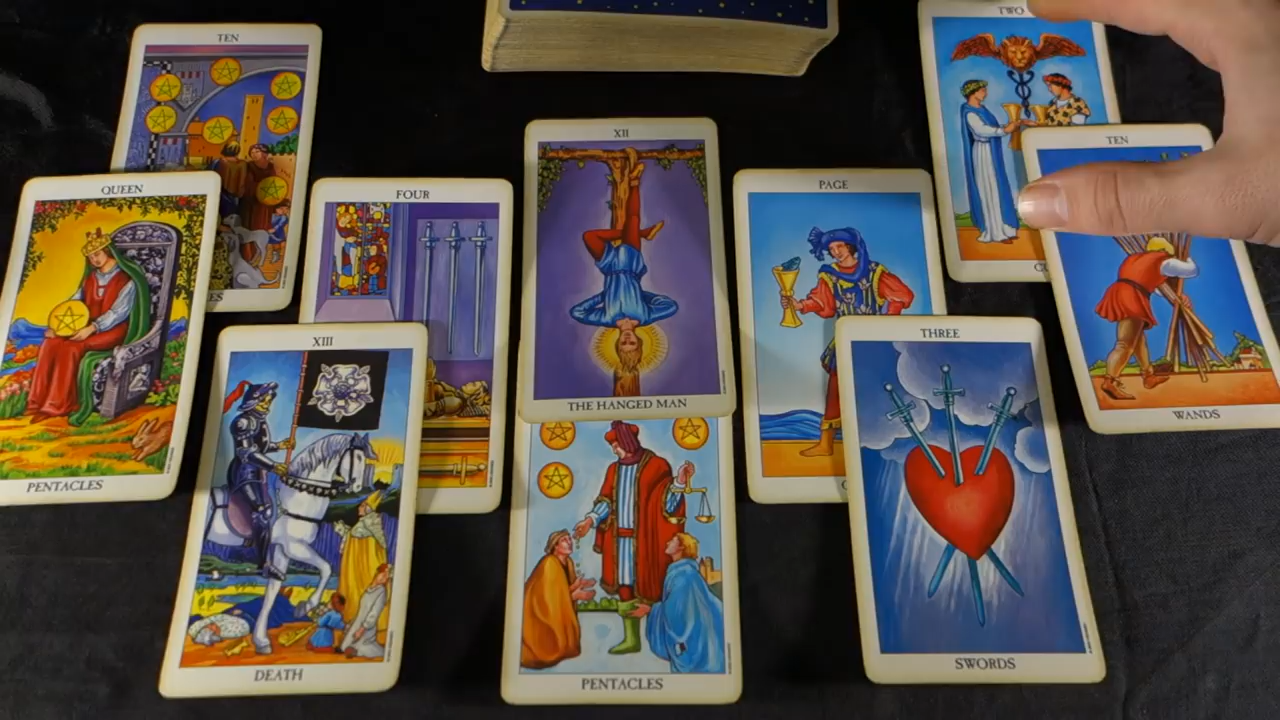 TEN
QUEEN
PENTACLES
FOUR
XIII
DEATH
XII
THE HANGED MAN
PENTACLES
PAGE
THREE
SWORDS
TWO
TEN
WANDS